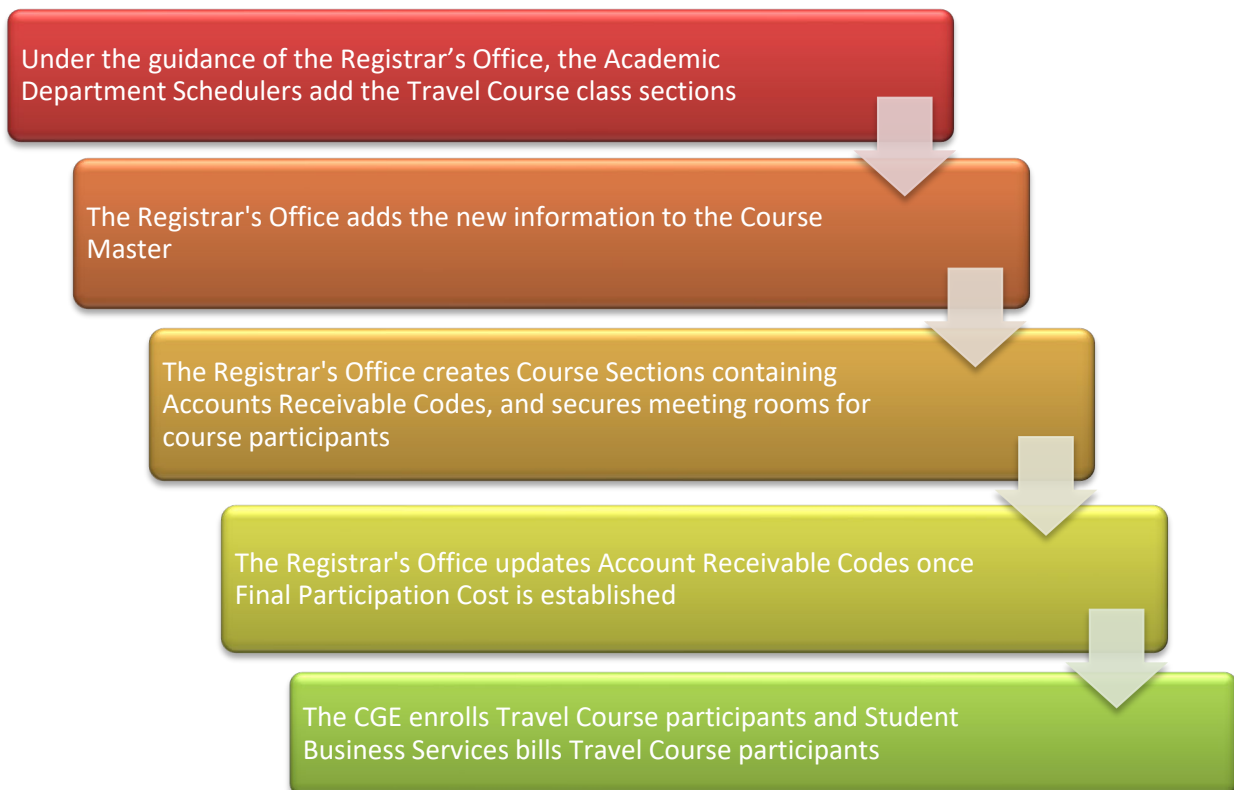 Under the guidance of the Registrar’s Office, the Academic
Department Schedulers add the Travel Course class sections
The Registrar's Office adds the new information to the Course
Master
The Registrar's Office creates Course Sections containing
Accounts Receivable Codes, and secures meeting rooms for
course participants
The Registrar's Office updates Account Receivable Codes once
Final Participation Cost is established
The CGE enrolls Travel Course participants and Student
Business Services bills Travel Course participants